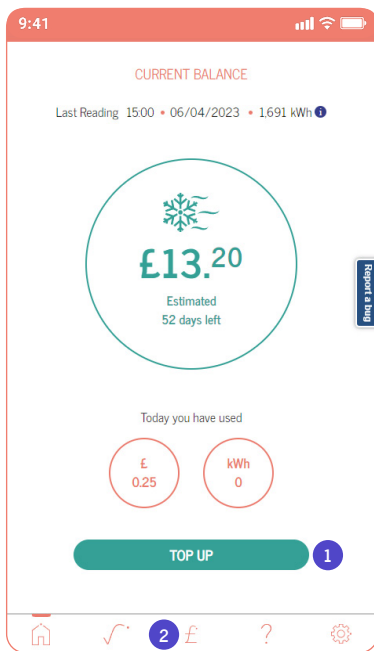 9:41
CURRENT BALANCE
Last Reading 15:00 • 06/04/2023 • 1,691 kWh i
£13.20
Estimated
52 days left
Report a bug
Today you have used
£
0.25
kWh
0
TOP UP 1
2 £ ?